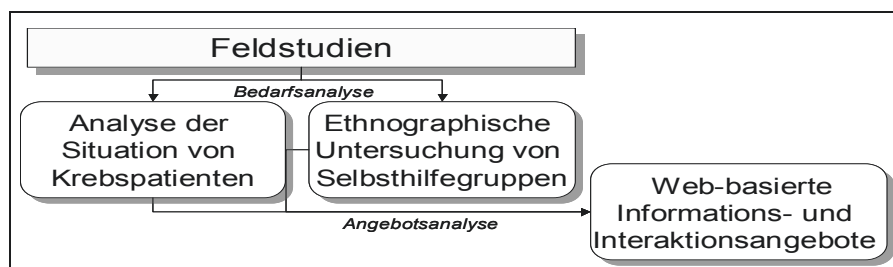 Feldstudien
Bedarfsanalyse
Analyse der
Situation von
Krebspatienten
Ethnographische
Untersuchung von
Selbsthilfegruppen
Web-basierte
Informations- und
Interaktionsangebote
Angebotsanalyse